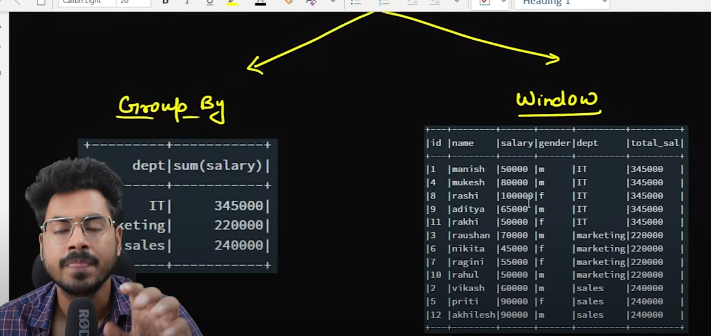 Calibri Light
20
Heading 1
Group By
Window
+---------+-----------+
dept|sum(salary)|
IT| 345000|
keting| 220000|
sales| 240000|
+---------+-----------+
|id |name |salary|gender|dept |total_sal|
|1 |manish |50000 |m |IT |345000 |
|4 |mukesh |80000 |m |IT |345000 |
|8 |rashi |100000|f |IT |345000 |
|9 |aditya |65000 |m |IT |345000 |
|11 |rakhi |50000 |f |IT |345000 |
|3 |raushan |70000 |m |marketing|220000 |
|6 |nikita |45000 |f |marketing|220000 |
|7 |ragini |55000 |f |marketing|220000 |
|10 |rahul |50000 |m |marketing|220000 |
|2 |vikash |60000 |m |sales |240000 |
|5 |priti |90000 |f |sales |240000 |
|12 |akhilesh|90000 |m |sales |240000 |
RØD